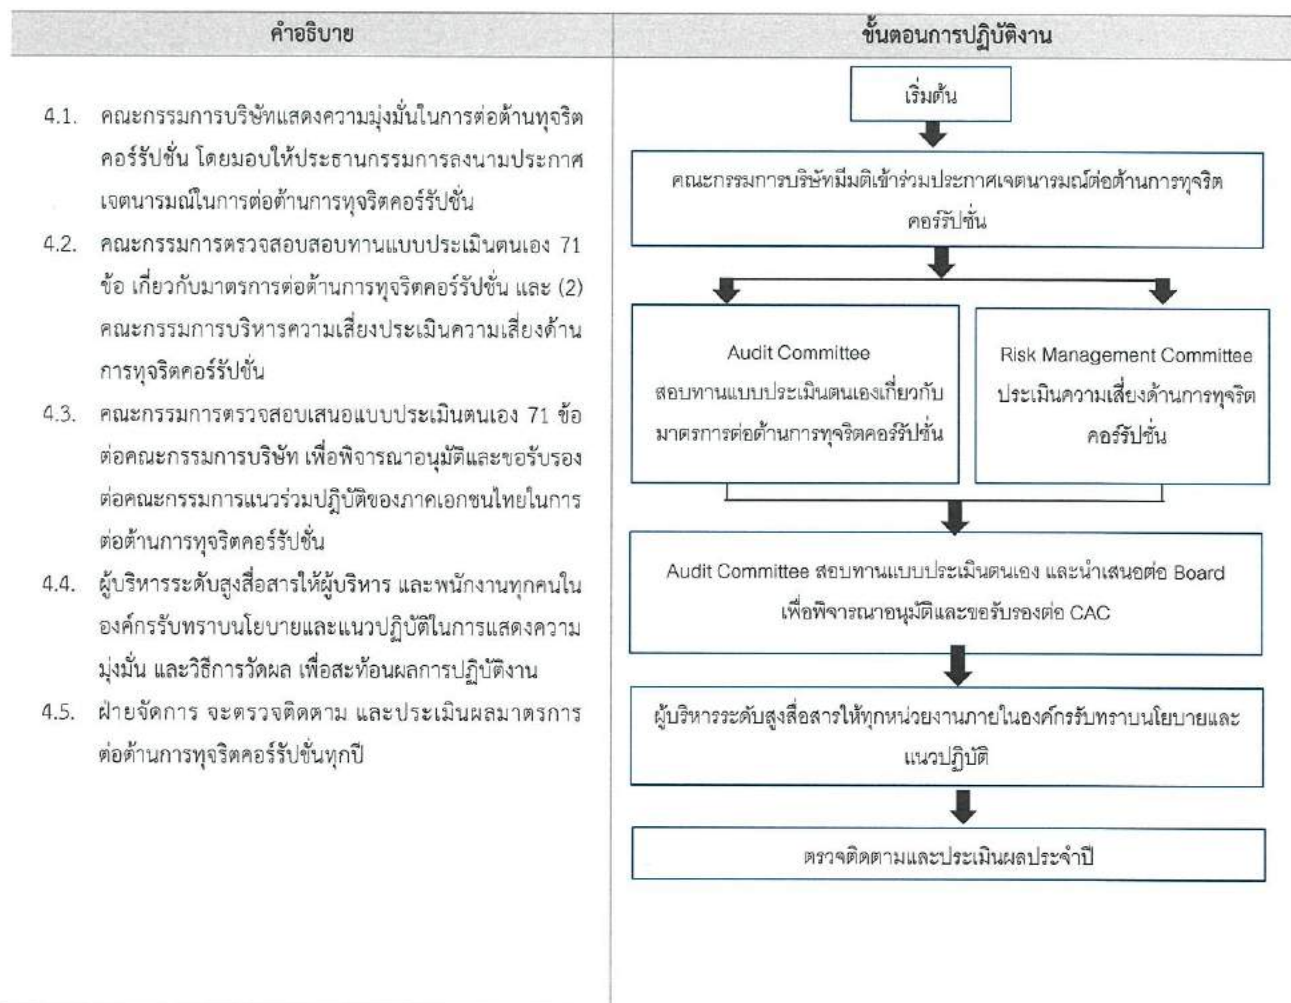 คำอธิบาย
4.1. คณะกรรมการบริษัทแสดงความมุ่งมั่นในการต่อต้านทุจริต
คอร์รัปชั่น โดยมอบให้ประธานกรรมการลงนามประกาศ
เจตนารมณ์ในการต่อต้านการทุจริตคอร์รัปชั่น
4.2. คณะกรรมการตรวจสอบสอบทานแบบประเมินตนเอง 71
ข้อ เกี่ยวกับมาตรการต่อต้านการทุจริตคอร์รัปชั่น และ (2)
คณะกรรมการบริหารความเสี่ยงประเมินความเสี่ยงด้าน
การทุจริตคอร์รัปชั่น
4.3. คณะกรรมการตรวจสอบเสนอแบบประเมินตนเอง 71 ข้อ
ต่อคณะกรรมการบริษัท เพื่อพิจารณาอนุมัติและขอรับรอง
ต่อคณะกรรมการแนวร่วมปฏิบัติของภาคเอกชนไทยในการ
ต่อต้านการทุจริตคอร์รัปชั่น
4.4. ผู้บริหารระดับสูงสื่อสารให้ผู้บริหาร และพนักงานทุกคนใน
องค์กรรับทราบนโยบายและแนวปฏิบัติในการแสดงความ
มุ่งมั่น และวิธีการวัดผล เพื่อสะท้อนผลการปฏิบัติงาน
4.5. ฝ่ายจัดการ จะตรวจติดตาม และประเมินผลมาตรการ
ต่อต้านการทุจริตคอร์รัปชั่นทุกปี
ขั้นตอนการปฏิบัติงาน
เริ่มต้น
คณะกรรมการบริษัทมีมติเข้าร่วมประกาศเจตนารมณ์ต่อต้านการทุจริต
คอร์รัปชั่น
Audit Committee
สอบทานแบบประเมินตนเองเกี่ยวกับ
มาตรการต่อต้านการทุจริตคอร์รัปชั่น
Risk Management Committee
ประเมินความเสี่ยงด้านการทุจริต
คอร์รัปชั่น
Audit Committee สอบทานแบบประเมินตนเอง และนำเสนอต่อ Board
เพื่อพิจารณาอนุมัติและขอรับรองต่อ CAC
ผู้บริหารระดับสูงสื่อสารให้ทุกหน่วยงานภายในองค์กรรับทราบนโยบายและ
แนวปฏิบัติ
ตรวจติดตามและประเมินผลประจำปี